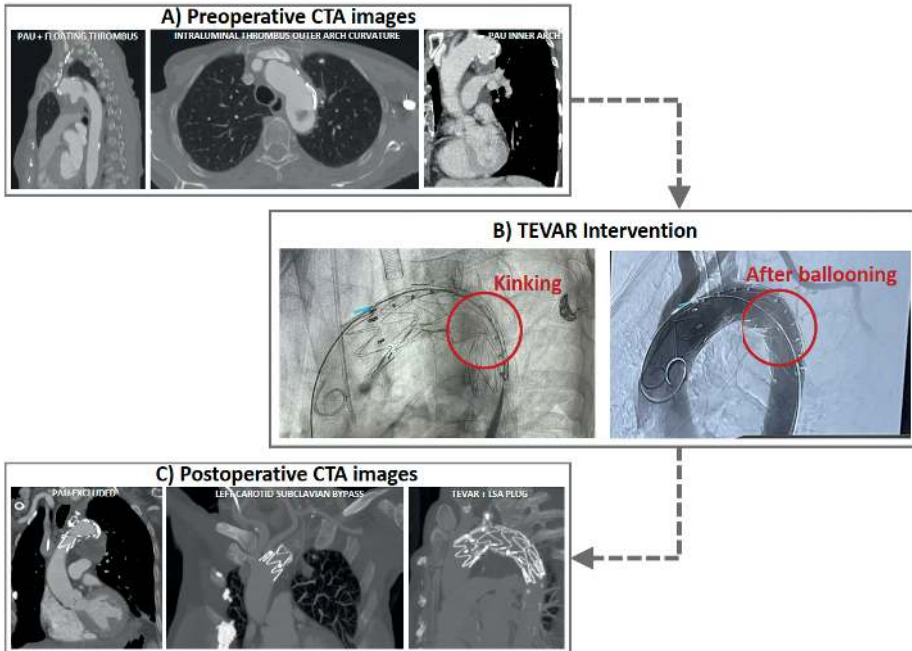 A) Preoperative CTA images
PAU + FLOATING THROMBUS
INTRALUMINAL THROMBUS OUTER ARCH CURVATURE
PAU INNER ARCH
B) TEVAR Intervention
Kinking
After ballooning
C) Postoperative CTA images
PAU EXCLUDED
LEFT CAROTID SUBCLAVIAN BYPASS
TEVAR + LSA PLUG